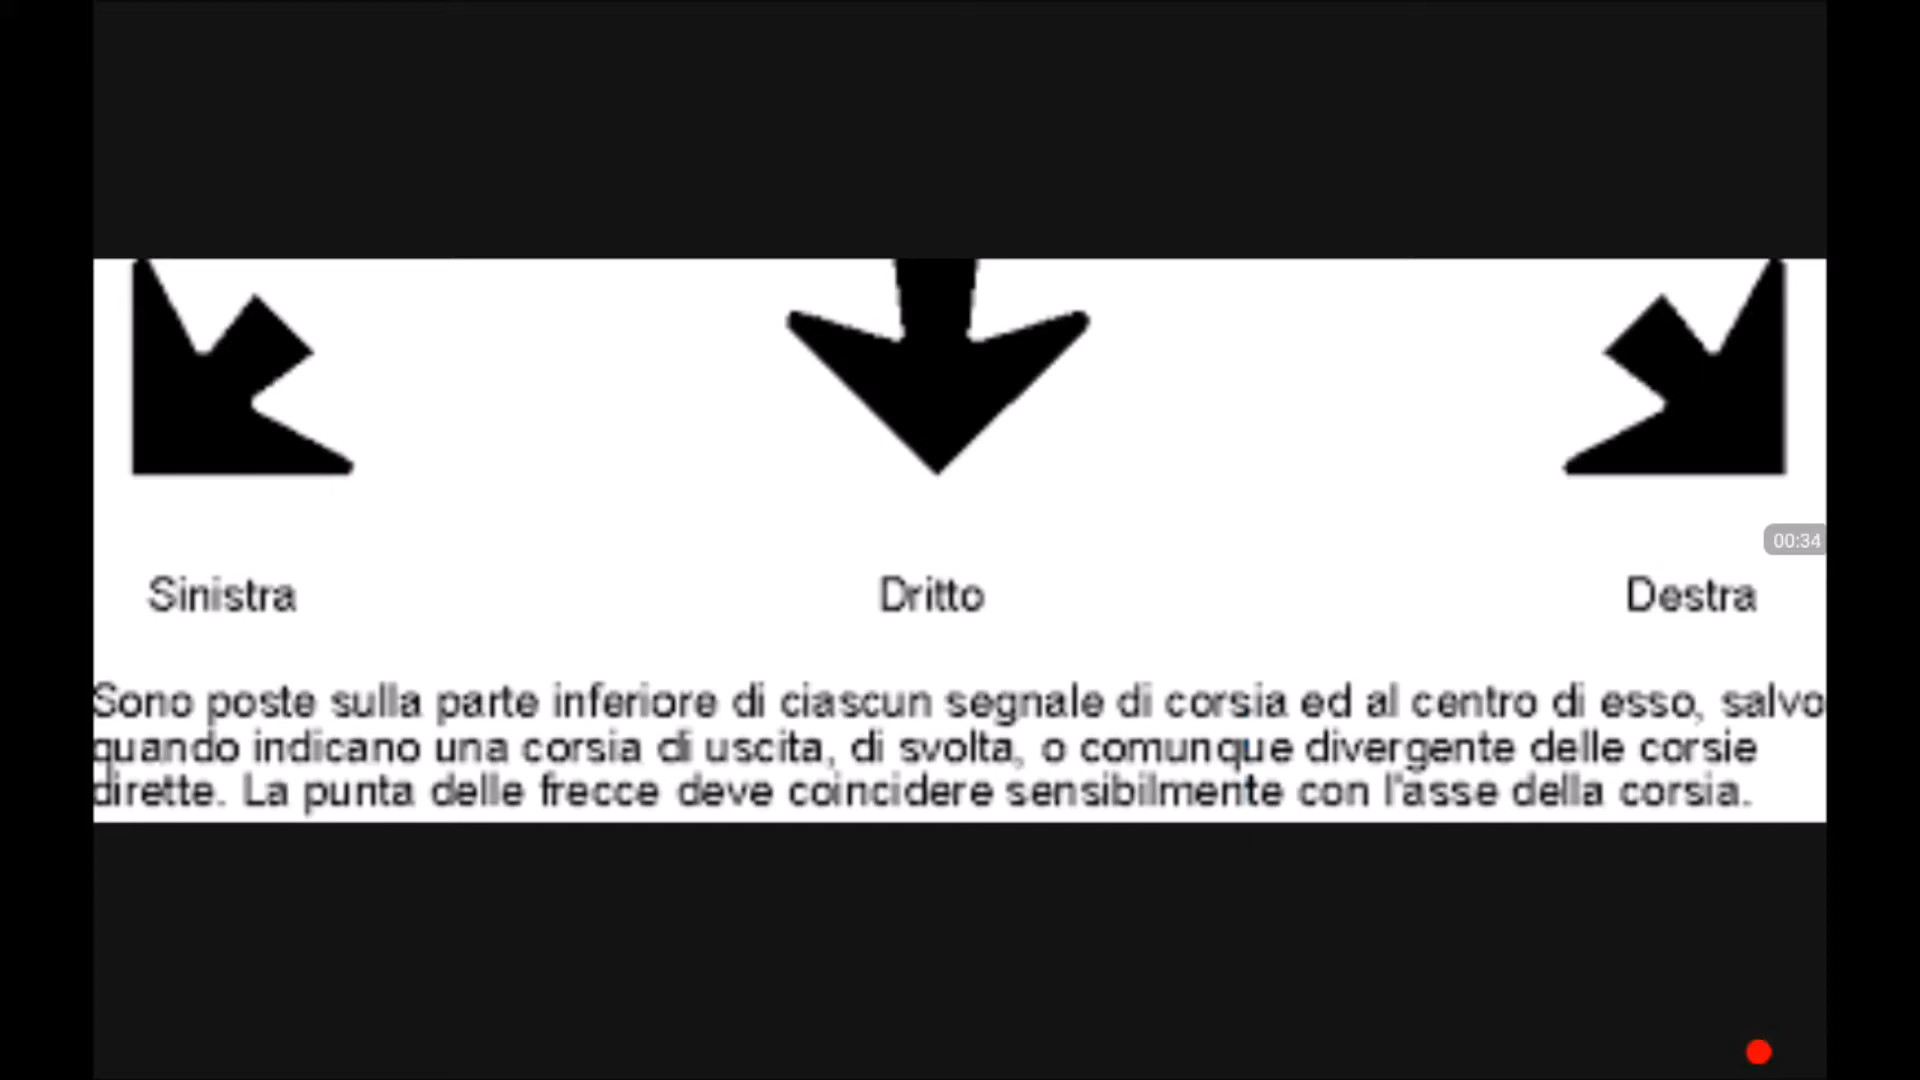 00:34
Sinistra Dritto Destra
Sono poste sulla parte inferiore di ciascun segnale di corsia ed al centro di esso, salvo
quando indicano una corsia di uscita, di svolta, o comunque divergente delle corsie
dirette. La punta delle frecce deve coincidere sensibilmente con l'asse della corsia.